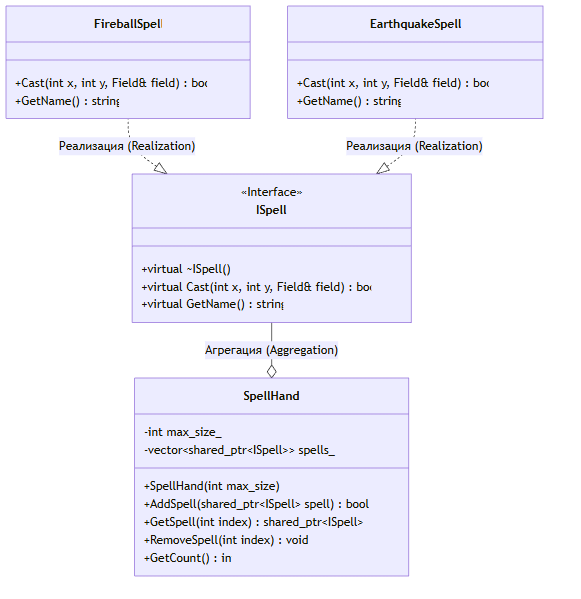 FireballSpell
+Cast(int x, int y, Field& field) : boo
+GetName() : string
EarthquakeSpell
+Cast(int x, int y, Field& field) : boo
+GetName() : string
Реализация (Realization)
Реализация (Realization)
«Interface»
ISpell
+virtual ~ISpell()
+virtual Cast(int x, int y, Field& field) : boo
+virtual GetName() : string
Агрегация (Aggregation)
SpellHand
-int max_size_
-vector<shared_ptr<ISpell>> spells_
+SpellHand(int max_size)
+AddSpell(shared_ptr<ISpell> spell) : bool
+GetSpell(int index) : shared_ptr<ISpell>
+RemoveSpell(int index) : void
+GetCount() : in